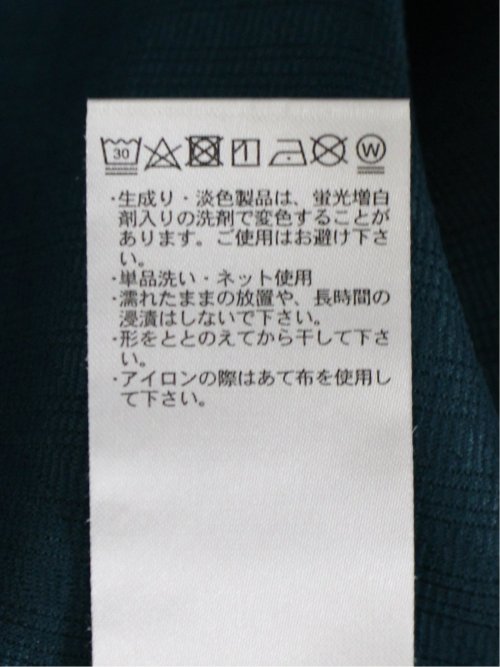 30 W
・生成り・淡色製品は、蛍光増白
剤入りの洗剤で変色することが
あります。ご使用はお避け下さ
い。
・単品洗い・ネット使用
・濡れたままの放置や、長時間の
浸漬はしないで下さい。
・形をととのえてから干して下さ
い。
・アイロンの際はあて布を使用し
て下さい。